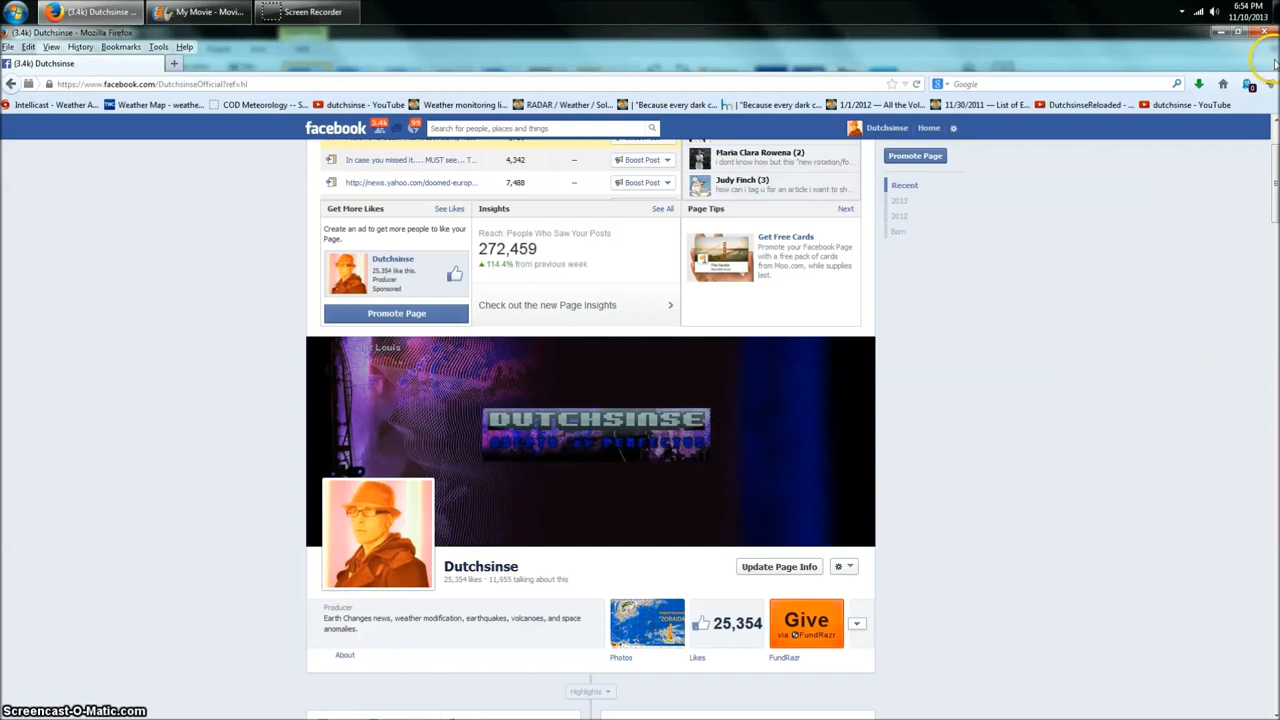 (3.4k) Dutchsinse ...
My Movie - Movi...
Screen Recorder
6:54 PM
11/10/2013
(3.4k) Dutchsinse - Mozilla Firefox
File Edit View History Bookmarks Tools Help
(3.4k) Dutchsinse
https://www.facebook.com/DutchsinseOfficial?ref=hl
Google
Intellicast - Weather A...
Weather Map - weathe...
COD Meteorology -- S...
dutchsinse - YouTube
Weather monitoring li...
RADAR / Weather / Sol...
| "Because every dark c...
| "Because every dark c...
1/1/2012 — All the Vol...
11/30/2011 — List of E...
DutchsinseReloaded - ...
dutchsinse - YouTube
facebook
3.4k
99
Search for people, places and things
Dutchsinse Home
In case you missed it.... MUST see... T... 4,342 -- Boost Post
http://news.yahoo.com/doomed-europ... 7,488 -- Boost Post
Maria Clara Rowena (2)
i dont know how but this "new rotation/fo...
Judy Finch (3)
how can i tag u for an article i want to sh...
Promote Page
Recent
2013
2012
Born
Get More Likes See Likes
Create an ad to get more people to like your
Page.
Dutchsinse
25,354 like this.
Producer
Sponsored
Promote Page
Insights See All
Reach: People Who Saw Your Posts
272,459
114.4% from previous week
Check out the new Page Insights
Page Tips Next
Get Free Cards
Promote your Facebook Page
with a free pack of cards
from Moo.com, while supplies
last.
DUTCHSINSE
Dutchsinse
25,354 likes · 11,955 talking about this
Update Page Info
Producer
Earth Changes news, weather modification, earthquakes, volcanoes, and space
anomalies.
About
Photos
25,354
Likes
Give
via FundRazr
FundRazr
Highlights
Screencast-O-Matic.com